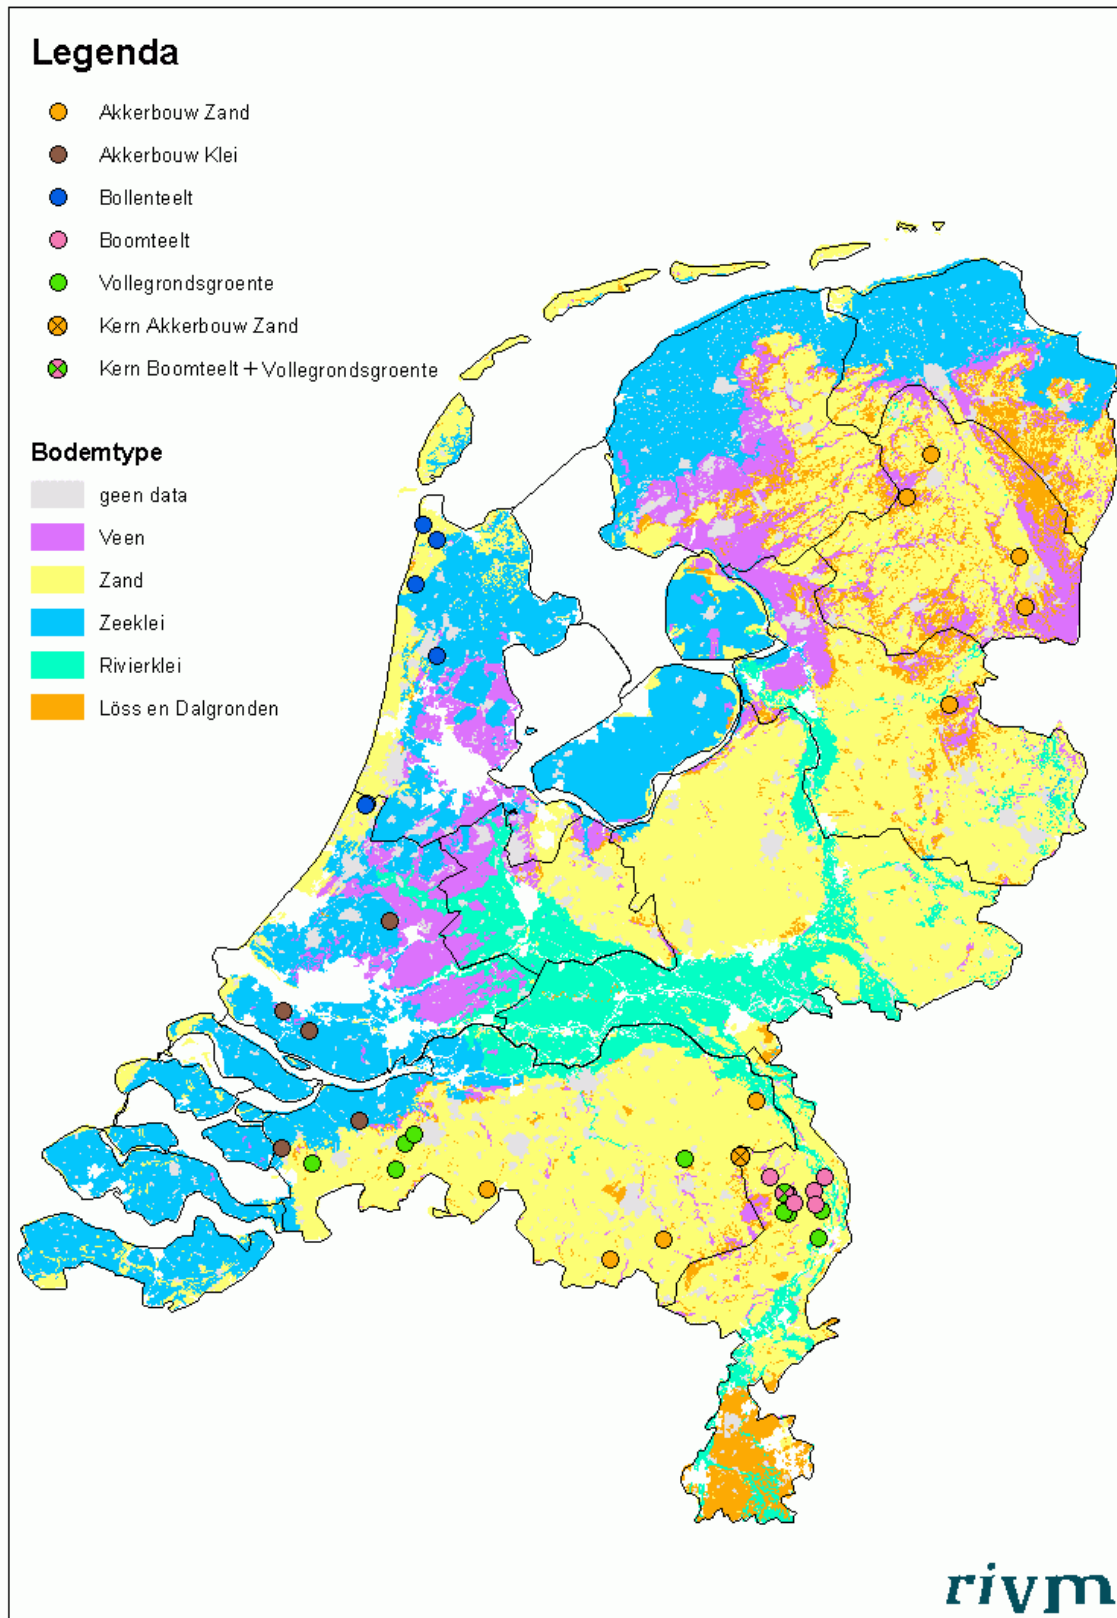 Legenda
Akkerbouw Zand
Akkerbouw Klei
Bollenteelt
Boomteelt
Vollegrondsgroente
Kern Akkerbouw Zand
Kern Boomteelt + Vollegrondsgroente
Bodemtype
geen data
Veen
Zand
Zeeklei
Rivierklei
Löss en Dalgronden
rivm